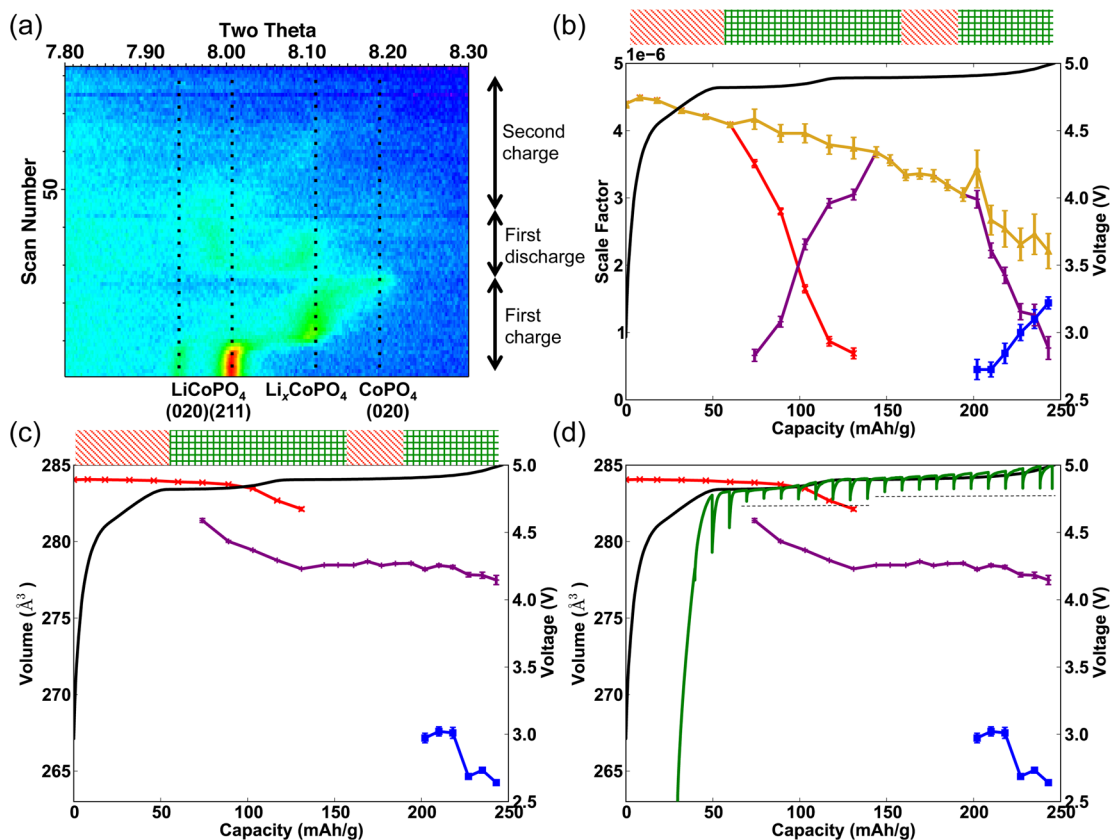 (a)
Two Theta
7.80 7.94 8.01 8.11 8.20 8.30
Scan Number
50
Second
charge
First
discharge
First
charge
LiCoPO₄ LiₓCoPO₄ CoPO₄
(020)(211) (020)
(b)
1e−6
5
4
3
2
1
0
Scale Factor
0 50 100 150 200 250
Capacity (mAh/g)
5.0
4.5
4.0
3.5
3.0
2.5
Voltage (V)
(c)
285
280
275
270
265
Volume (Å³)
0 50 100 150 200 250
Capacity (mAh/g)
5.0
4.5
4.0
3.5
3.0
2.5
Voltage (V)
(d)
285
280
275
270
265
Volume (Å³)
0 50 100 150 200 250
Capacity (mAh/g)
5.0
4.5
4.0
3.5
3.0
2.5
Voltage (V)